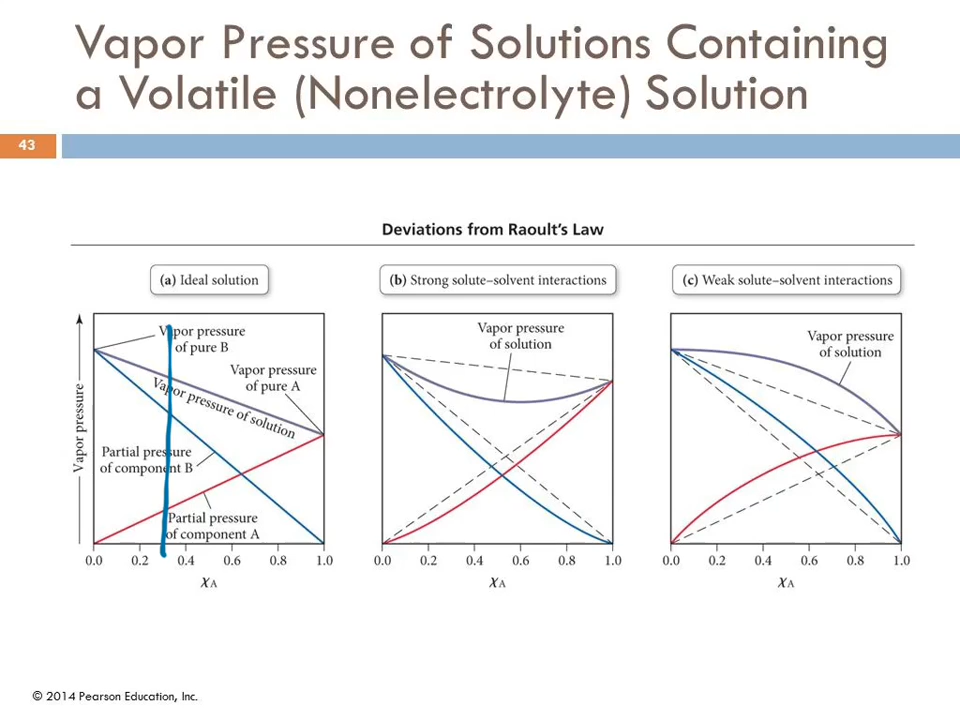 Vapor Pressure of Solutions Containing
a Volatile (Nonelectrolyte) Solution
43
Deviations from Raoult's Law
(a) Ideal solution
(b) Strong solute–solvent interactions
(c) Weak solute–solvent interactions
Vapor pressure
Vapor pressure
of pure B
Vapor pressure
of pure A
Vapor pressure of solution
Partial pressure
of component B
Partial pressure
of component A
0.0 0.2 0.4 0.6 0.8 1.0
χA
Vapor pressure
of solution
0.0 0.2 0.4 0.6 0.8 1.0
χA
Vapor pressure
of solution
0.0 0.2 0.4 0.6 0.8 1.0
χA
© 2014 Pearson Education, Inc.